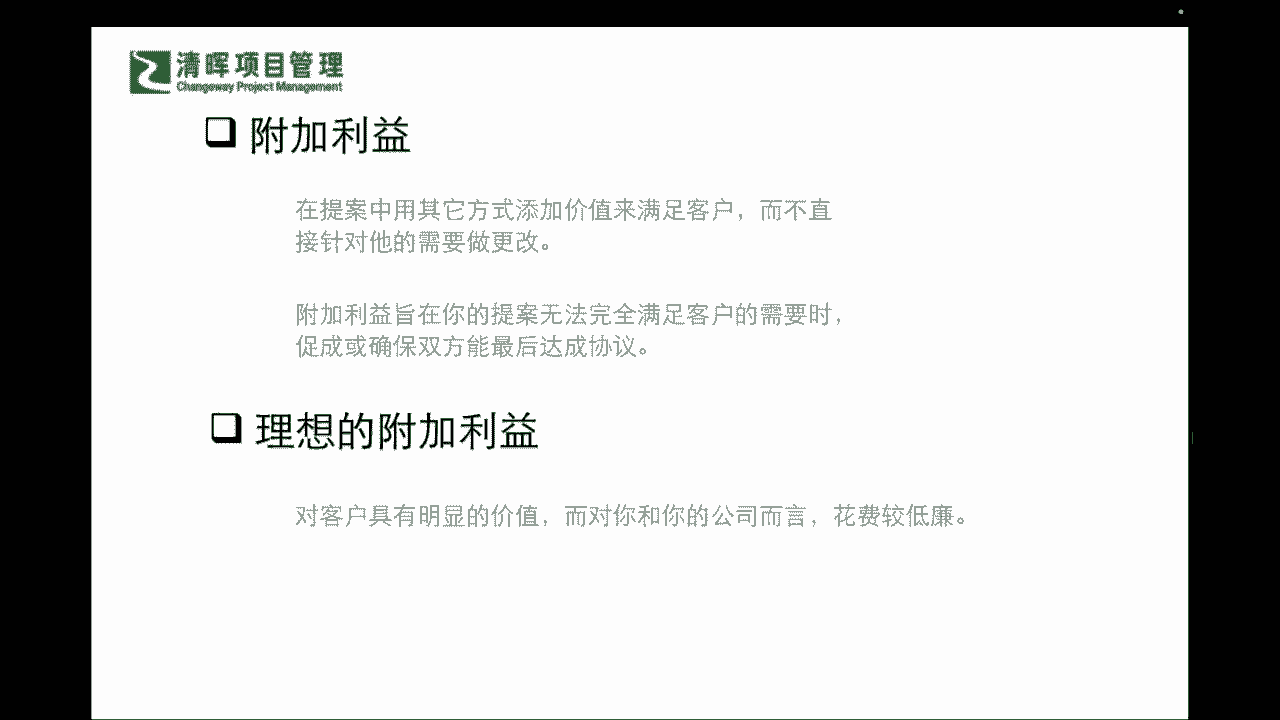 清晖项目管理
Changeway Project Management
附加利益
在提案中用其它方式添加价值来满足客户，而不直
接针对他的需要做更改。
附加利益旨在你的提案无法完全满足客户的需要时，
促成或确保双方能最后达成协议。
理想的附加利益
对客户具有明显的价值，而对你和你的公司而言，花费较低廉。